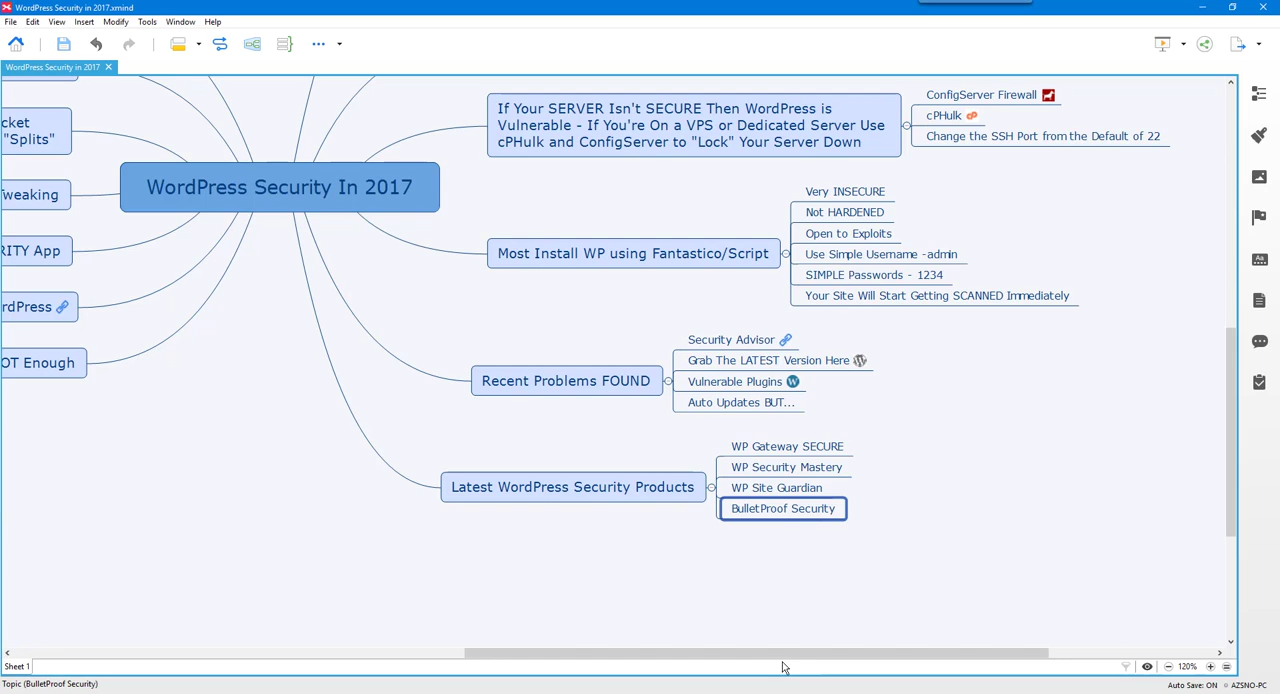 WordPress Security in 2017.xmind
File Edit View Insert Modify Tools Window Help
WordPress Security in 2017
cket
"Splits"
Tweaking
RITY App
rdPress
OT Enough
WordPress Security In 2017
If Your SERVER Isn't SECURE Then WordPress is
Vulnerable - If You're On a VPS or Dedicated Server Use
cPHulk and ConfigServer to "Lock" Your Server Down
ConfigServer Firewall
cPHulk
Change the SSH Port from the Default of 22
Most Install WP using Fantastico/Script
Very INSECURE
Not HARDENED
Open to Exploits
Use Simple Username -admin
SIMPLE Passwords - 1234
Your Site Will Start Getting SCANNED Immediately
Recent Problems FOUND
Security Advisor
Grab The LATEST Version Here
Vulnerable Plugins
Auto Updates BUT...
Latest WordPress Security Products
WP Gateway SECURE
WP Security Mastery
WP Site Guardian
BulletProof Security
Sheet 1
120%
Topic (BulletProof Security)
Auto Save: ON
AZSNO-PC